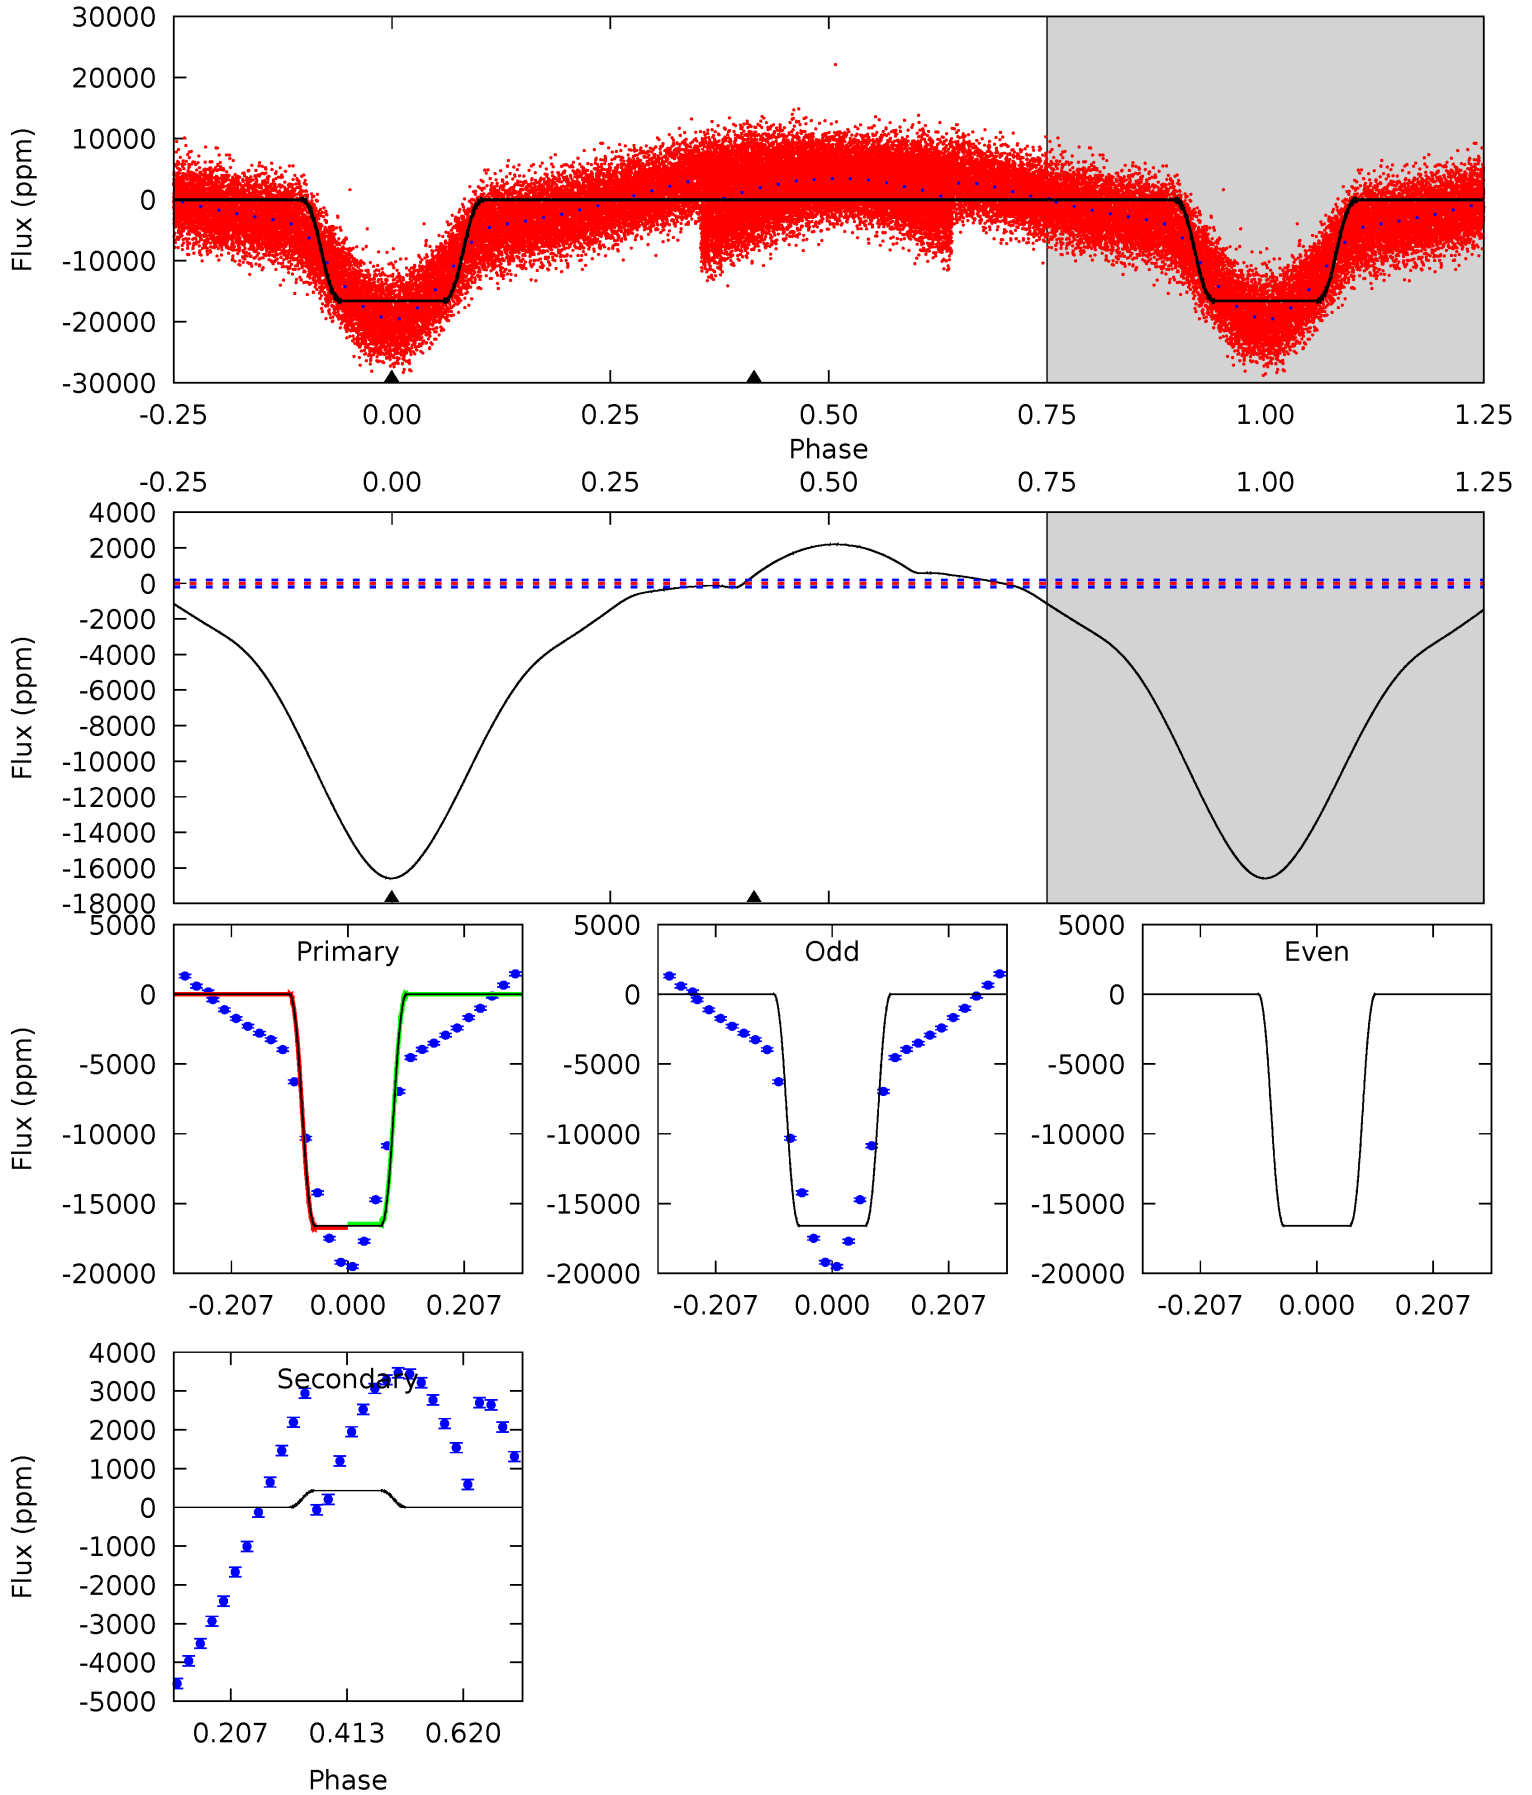 30000
20000
10000
0
-10000
-20000
-30000
Flux (ppm)
-0.25 0.00 0.25 0.50 0.75 1.00 1.25
Phase
-0.25 0.00 0.25 0.50 0.75 1.00 1.25
4000
2000
0
-2000
-4000
-6000
-8000
-10000
-12000
-14000
-16000
-18000
Flux (ppm)
Primary
5000
0
-5000
-10000
-15000
-20000
Flux (ppm)
-0.207 0.000 0.207
Odd
5000
0
-5000
-10000
-15000
-20000
-0.207 0.000 0.207
Even
5000
0
-5000
-10000
-15000
-20000
-0.207 0.000 0.207
Secondary
4000
3000
2000
1000
0
-1000
-2000
-3000
-4000
-5000
Flux (ppm)
0.207 0.413 0.620
Phase